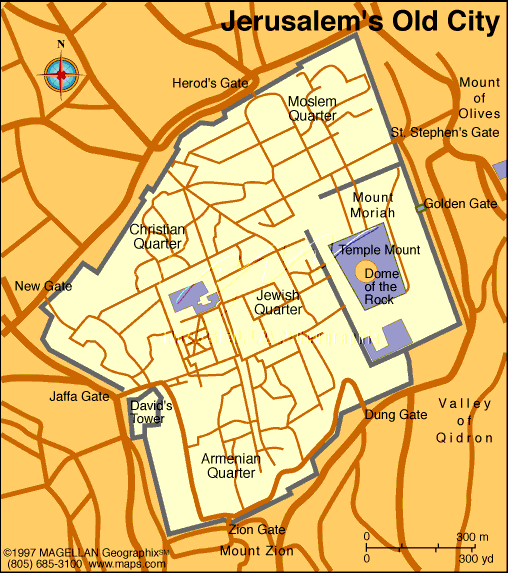 Jerusalem's Old City
N
Herod's Gate
Mount
of
Olives
Moslem
Quarter
St. Stephen's Gate
Mount
Moriah
Golden Gate
Christian
Quarter
Temple Mount
Dome
of the
Rock
New Gate
Jewish
Quarter
Jaffa Gate
David's
Tower
Dung Gate
Valley
of
Qidron
Armenian
Quarter
Zion Gate
Mount Zion
0 300 m
0 300 yd
©1997 MAGELLAN Geographix℠
(805) 685-3100 www.maps.com